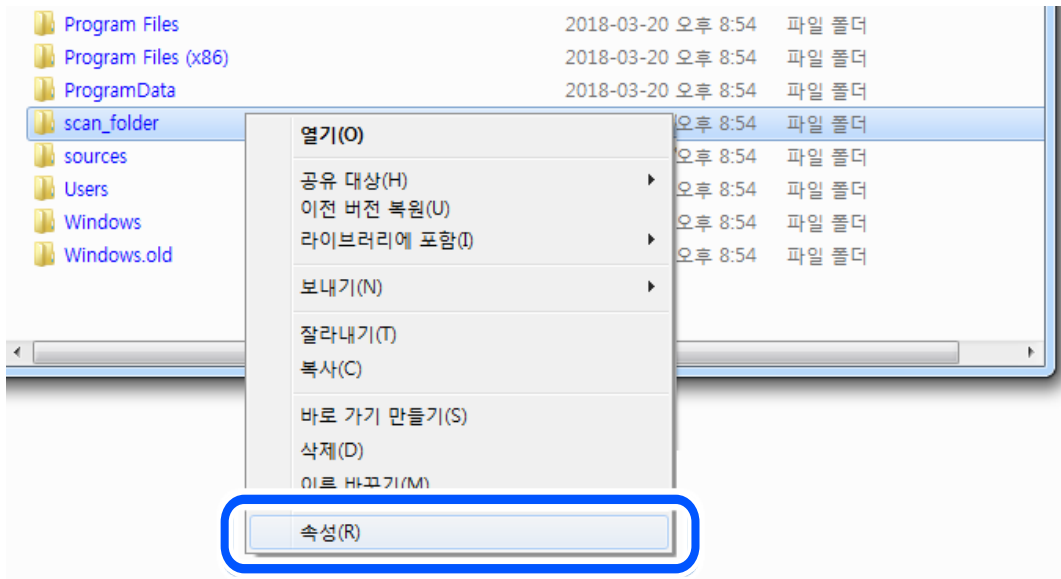 Program Files 2018-03-20 오후 8:54 파일 폴더
Program Files (x86) 2018-03-20 오후 8:54 파일 폴더
ProgramData 2018-03-20 오후 8:54 파일 폴더
scan_folder 오후 8:54 파일 폴더
sources 오후 8:54 파일 폴더
Users 오후 8:54 파일 폴더
Windows 오후 8:54 파일 폴더
Windows.old 오후 8:54 파일 폴더
열기(O)
공유 대상(H)
이전 버전 복원(U)
라이브러리에 포함(I)
보내기(N)
잘라내기(T)
복사(C)
바로 가기 만들기(S)
삭제(D)
이름 바꾸기(M)
속성(R)